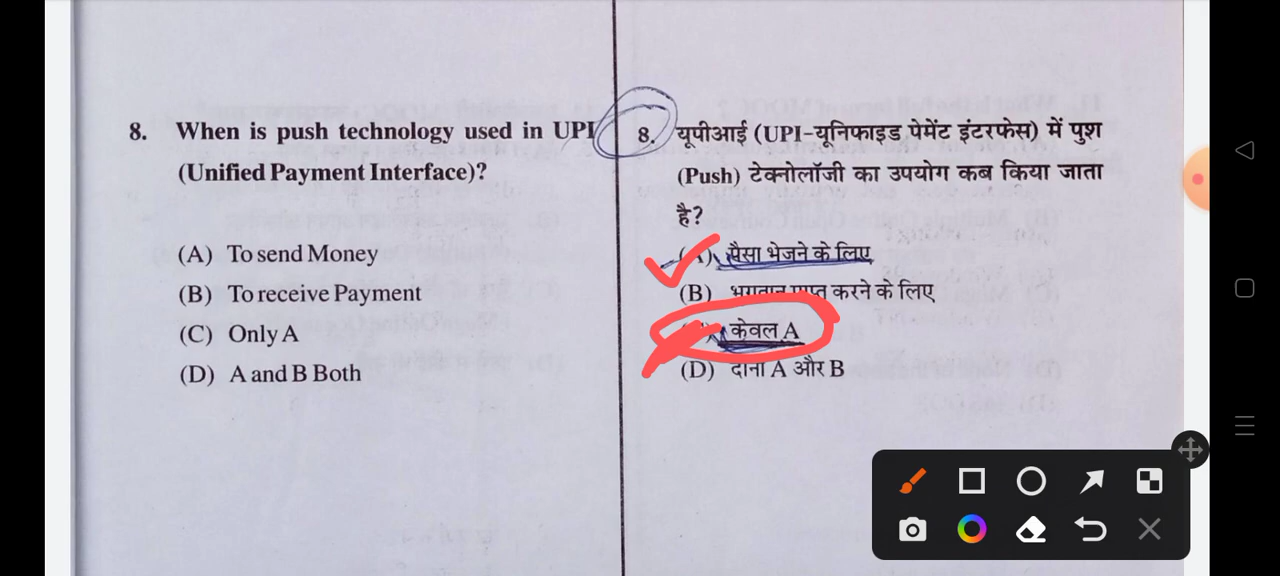 8. When is push technology used in UPI
(Unified Payment Interface)?
(A) To send Money
(B) To receive Payment
(C) Only A
(D) A and B Both
8. यूपीआई (UPI-यूनिफाइड पेमेंट इंटरफेस) में पुश
(Push) टेक्नोलॉजी का उपयोग कब किया जाता
है?
पैसा भेजने के लिए
(B) भुगतान प्राप्त करने के लिए
केवल A
(D) दोनों A और B